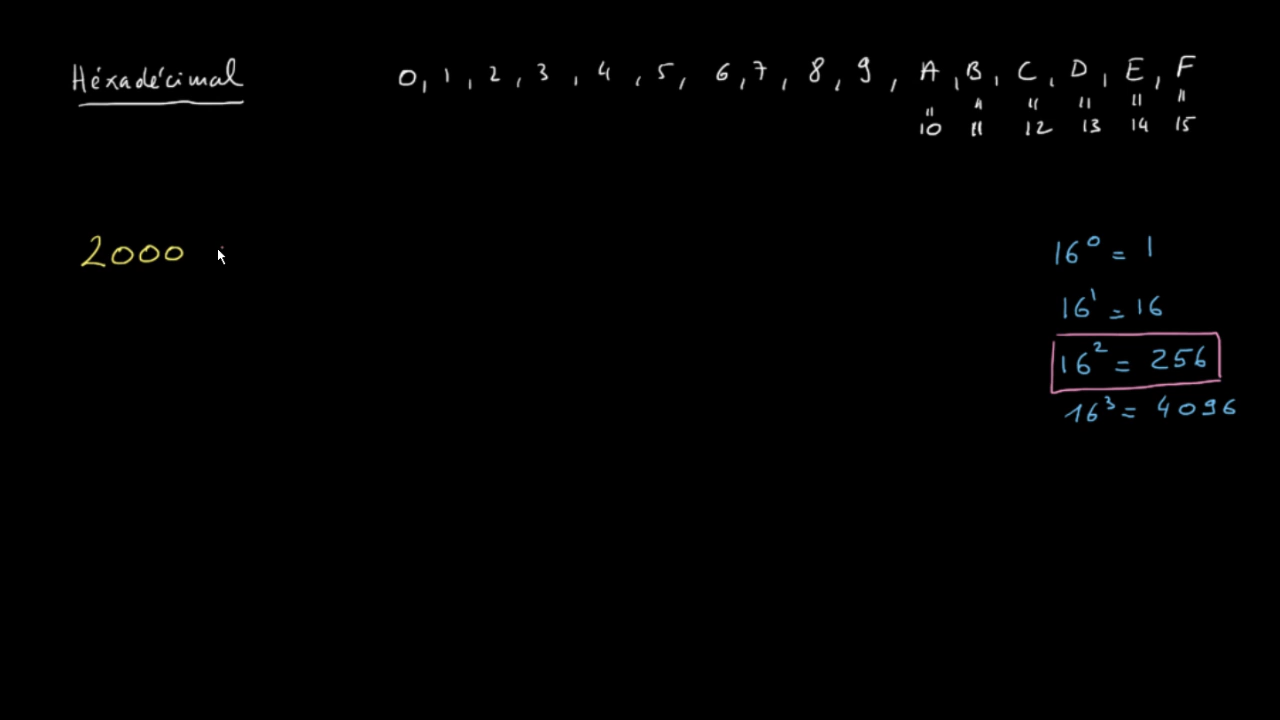 Héxadécimal 0, 1, 2, 3, 4, 5, 6, 7, 8, 9, A, B, C, D, E, F
" " " " " "
10 11 12 13 14 15
2000 16⁰ = 1
16¹ = 16
16² = 256
16³ = 4096